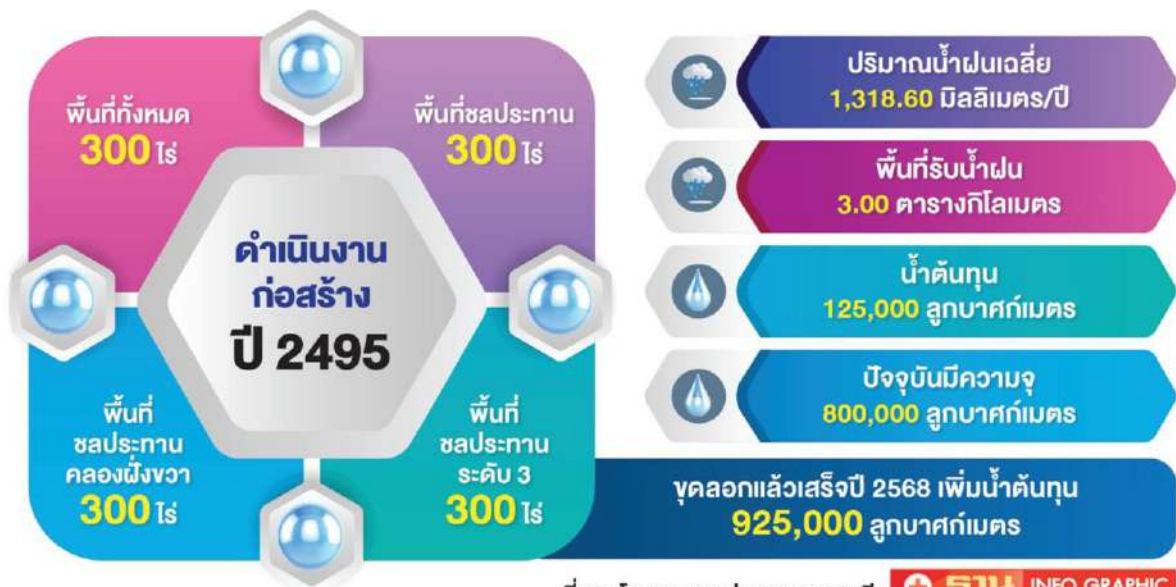 พื้นที่ทั้งหมด
300 ไร่
พื้นที่ชลประทาน
300 ไร่
ดำเนินงาน
ก่อสร้าง
ปี 2495
พื้นที่
ชลประทาน
คลองฝั่งขวา
300 ไร่
พื้นที่
ชลประทาน
ระดับ 3
300 ไร่
ปริมาณน้ำฝนเฉลี่ย
1,318.60 มิลลิเมตร/ปี
พื้นที่รับน้ำฝน
3.00 ตารางกิโลเมตร
น้ำต้นทุน
125,000 ลูกบาศก์เมตร
ปัจจุบันมีความจุ
800,000 ลูกบาศก์เมตร
ขุดลอกแล้วเสร็จปี 2568 เพิ่มน้ำต้นทุน
925,000 ลูกบาศก์เมตร
ฐาน INFO GRAPHIC